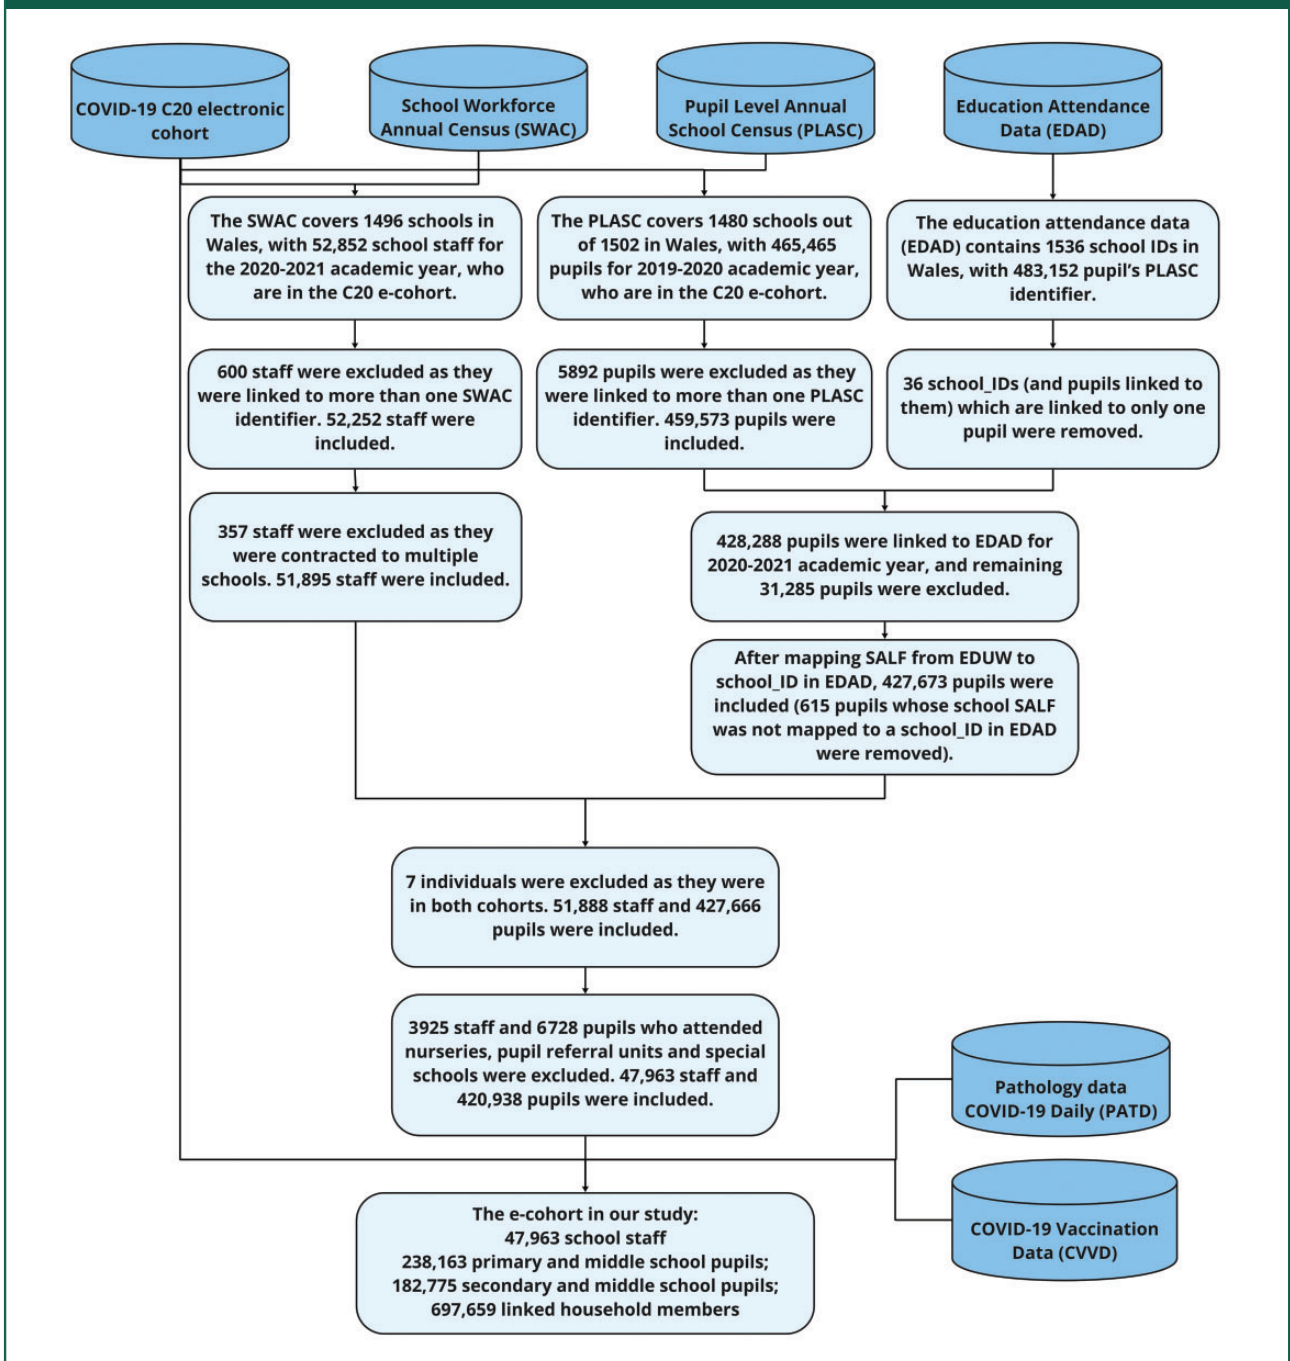 COVID-19 C20 electronic
cohort
School Workforce
Annual Census (SWAC)
Pupil Level Annual
School Census (PLASC)
Education Attendance
Data (EDAD)
The SWAC covers 1496 schools in
Wales, with 52,852 school staff for
the 2020-2021 academic year, who
are in the C20 e-cohort.
The PLASC covers 1480 schools out
of 1502 in Wales, with 465,465
pupils for 2019-2020 academic year,
who are in the C20 e-cohort.
The education attendance data
(EDAD) contains 1536 school IDs in
Wales, with 483,152 pupil’s PLASC
identifier.
600 staff were excluded as they
were linked to more than one SWAC
identifier. 52,252 staff were
included.
5892 pupils were excluded as they
were linked to more than one PLASC
identifier. 459,573 pupils were
included.
36 school_IDs (and pupils linked to
them) which are linked to only one
pupil were removed.
357 staff were excluded as they
were contracted to multiple
schools. 51,895 staff were included.
428,288 pupils were linked to EDAD for
2020-2021 academic year, and remaining
31,285 pupils were excluded.
After mapping SALF from EDUW to
school_ID in EDAD, 427,673 pupils were
included (615 pupils whose school SALF
was not mapped to a school_ID in EDAD
were removed).
7 individuals were excluded as they were
in both cohorts. 51,888 staff and 427,666
pupils were included.
3925 staff and 6728 pupils who attended
nurseries, pupil referral units and special
schools were excluded. 47,963 staff and
420,938 pupils were included.
Pathology data
COVID-19 Daily (PATD)
COVID-19 Vaccination
Data (CVVD)
The e-cohort in our study:
47,963 school staff
238,163 primary and middle school pupils;
182,775 secondary and middle school pupils;
697,659 linked household members